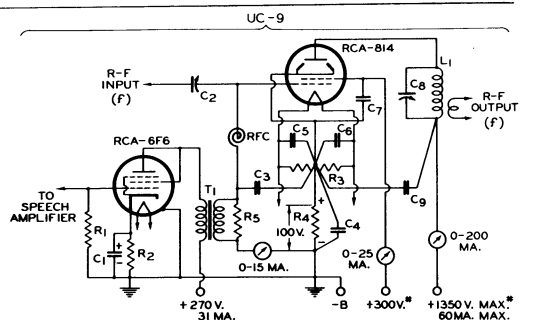 UC-9
RCA-814
R-F INPUT (f)
C2
L1
C8
R-F OUTPUT (f)
C7
RCA-6F6
RFC
C5
C6
TO SPEECH AMPLIFIER
T1
C3
R3
C9
R1
C1
+
−
R2
R5
R4
+
100V.
−
C4
0-15 MA.
0-25 MA.
0-200 MA.
+270 V. 31 MA.
-B
+300V.#
+1350 V. MAX.* 60MA. MAX.